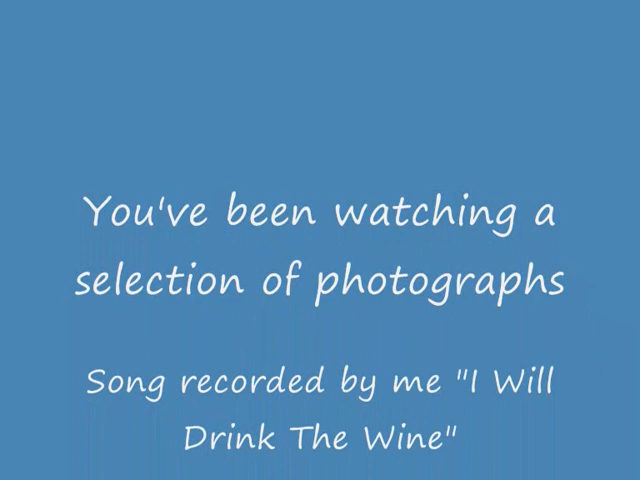 You've been watching a
selection of photographs
Song recorded by me "I Will
Drink The Wine"